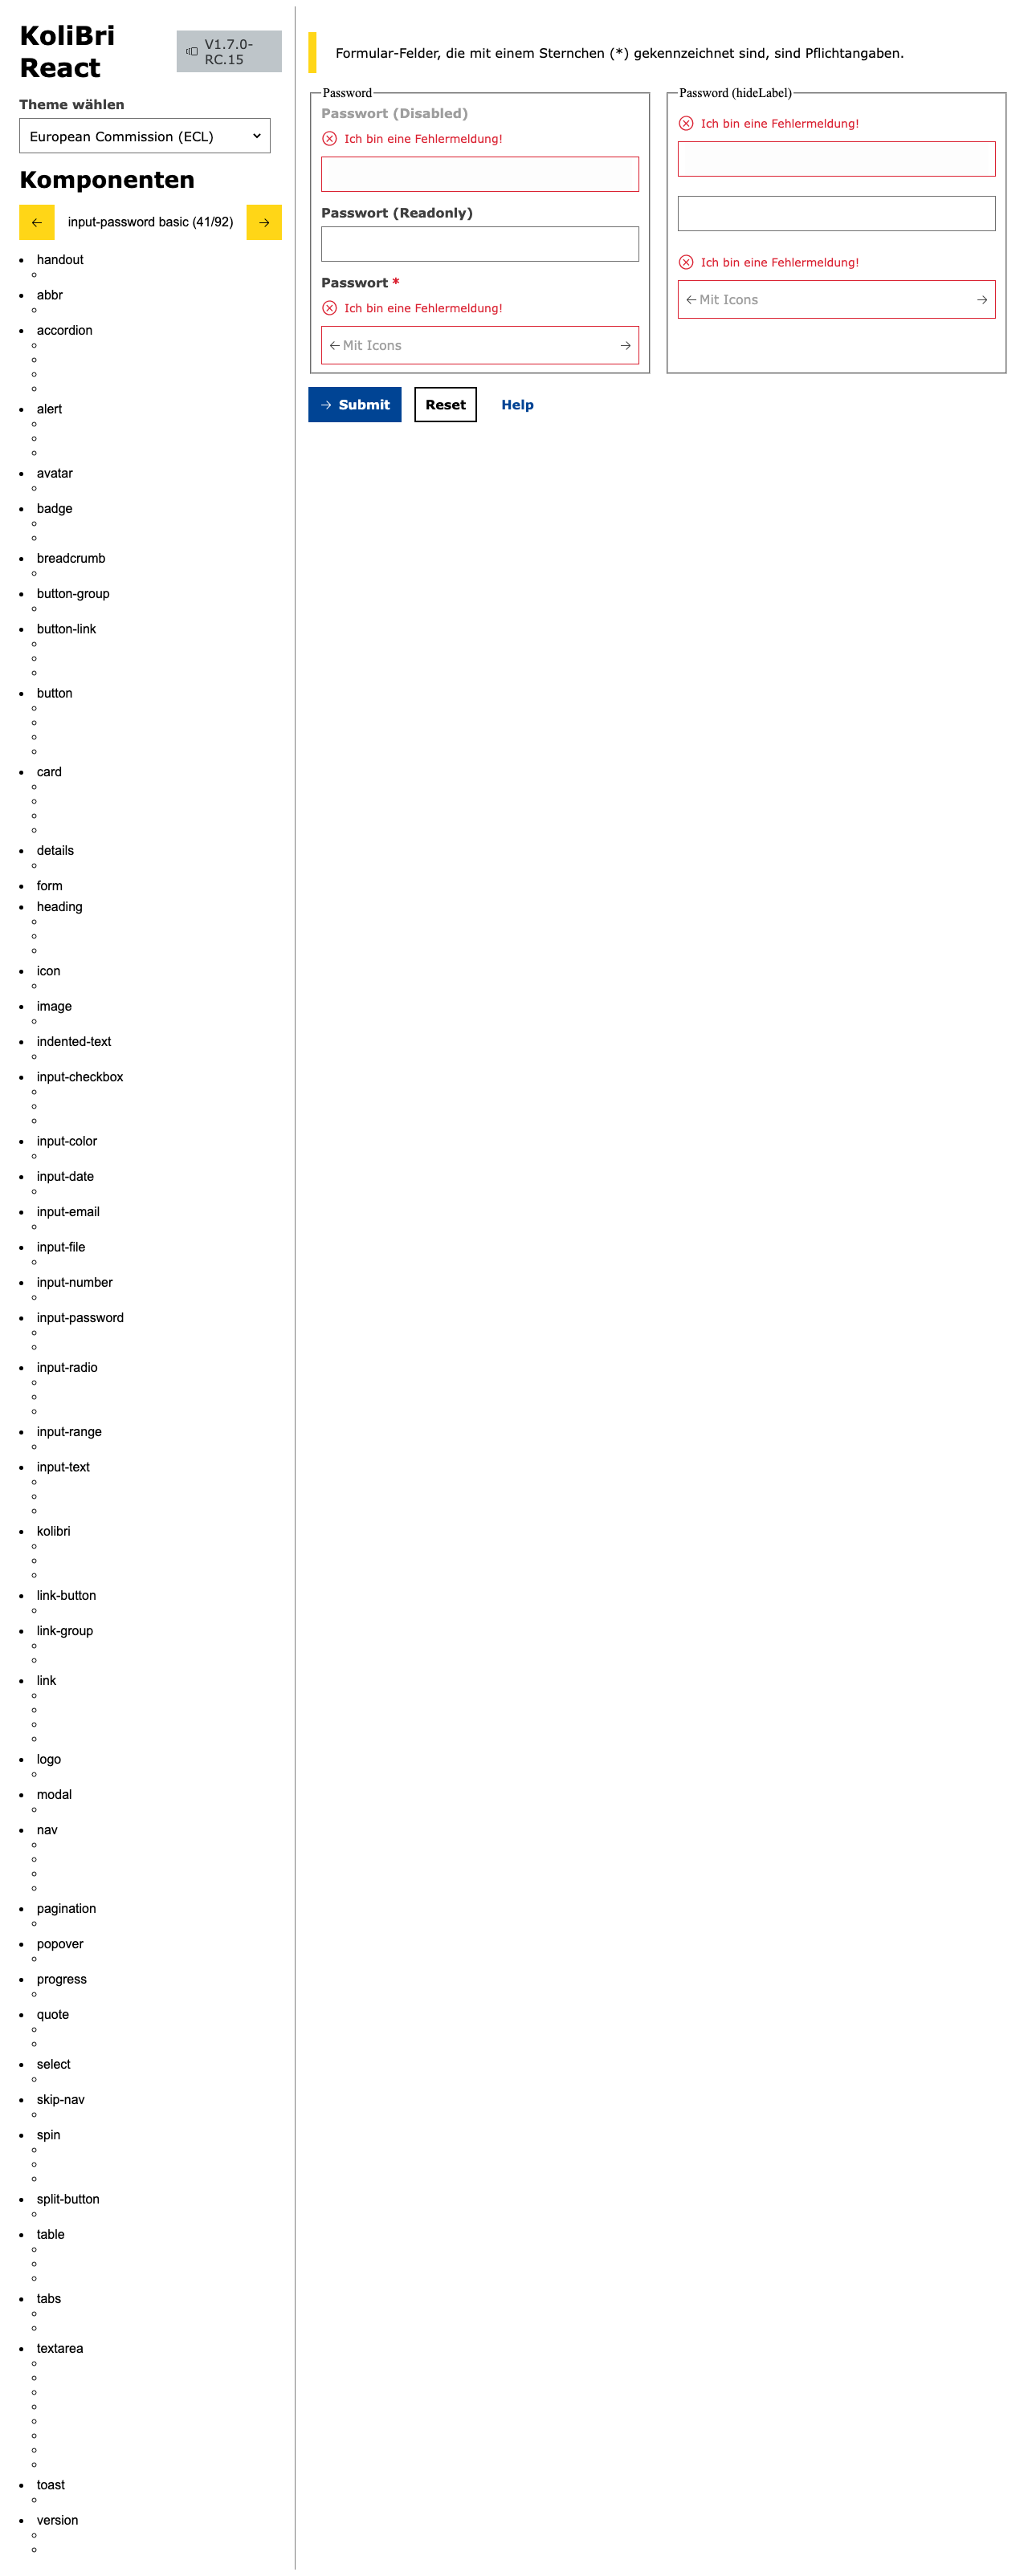 KoliBri
React
V1.7.0-
RC.15
Theme wählen
European Commission (ECL)
Komponenten
input-password basic (41/92)
handout
abbr
accordion
alert
avatar
badge
breadcrumb
button-group
button-link
button
card
details
form
heading
icon
image
indented-text
input-checkbox
input-color
input-date
input-email
input-file
input-number
input-password
input-radio
input-range
input-text
kolibri
link-button
link-group
link
logo
modal
nav
pagination
popover
progress
quote
select
skip-nav
spin
split-button
table
tabs
textarea
toast
version
Formular-Felder, die mit einem Sternchen (*) gekennzeichnet sind, sind Pflichtangaben.
Password
Passwort (Disabled)
Ich bin eine Fehlermeldung!
Passwort (Readonly)
Passwort *
Ich bin eine Fehlermeldung!
Mit Icons
Password (hideLabel)
Ich bin eine Fehlermeldung!
Ich bin eine Fehlermeldung!
Mit Icons
Submit
Reset
Help